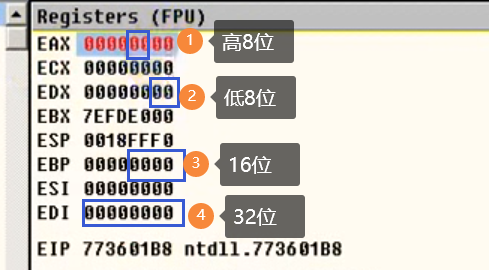 Registers (FPU)
EAX 00000000 1 高8位
ECX 00000000
EDX 00000000 2 低8位
EBX 7EFDE000
ESP 0018FFF0
EBP 00000000 3 16位
ESI 00000000
EDI 00000000 4 32位
EIP 773601B8 ntdll.773601B8